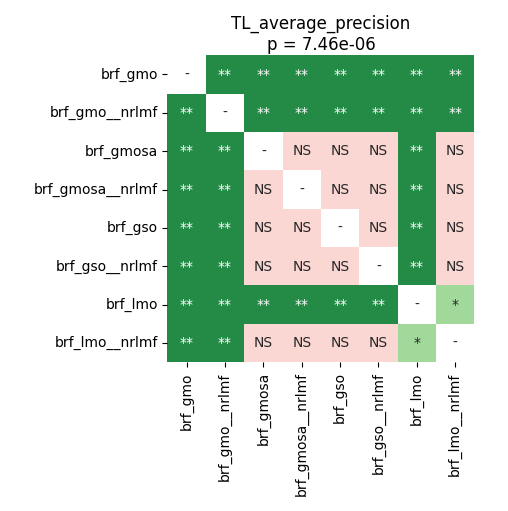 TL_average_precision
p = 7.46e-06
brf_gmo - ** ** ** ** ** ** **
brf_gmo__nrlmf ** - ** ** ** ** ** **
brf_gmosa ** ** - NS NS NS ** NS
brf_gmosa__nrlmf ** ** NS - NS NS ** NS
brf_gso ** ** NS NS - NS ** NS
brf_gso__nrlmf ** ** NS NS NS - ** NS
brf_lmo ** ** ** ** ** ** - *
brf_lmo__nrlmf ** ** NS NS NS NS * -
brf_gmo
brf_gmo__nrlmf
brf_gmosa
brf_gmosa__nrlmf
brf_gso
brf_gso__nrlmf
brf_lmo
brf_lmo__nrlmf